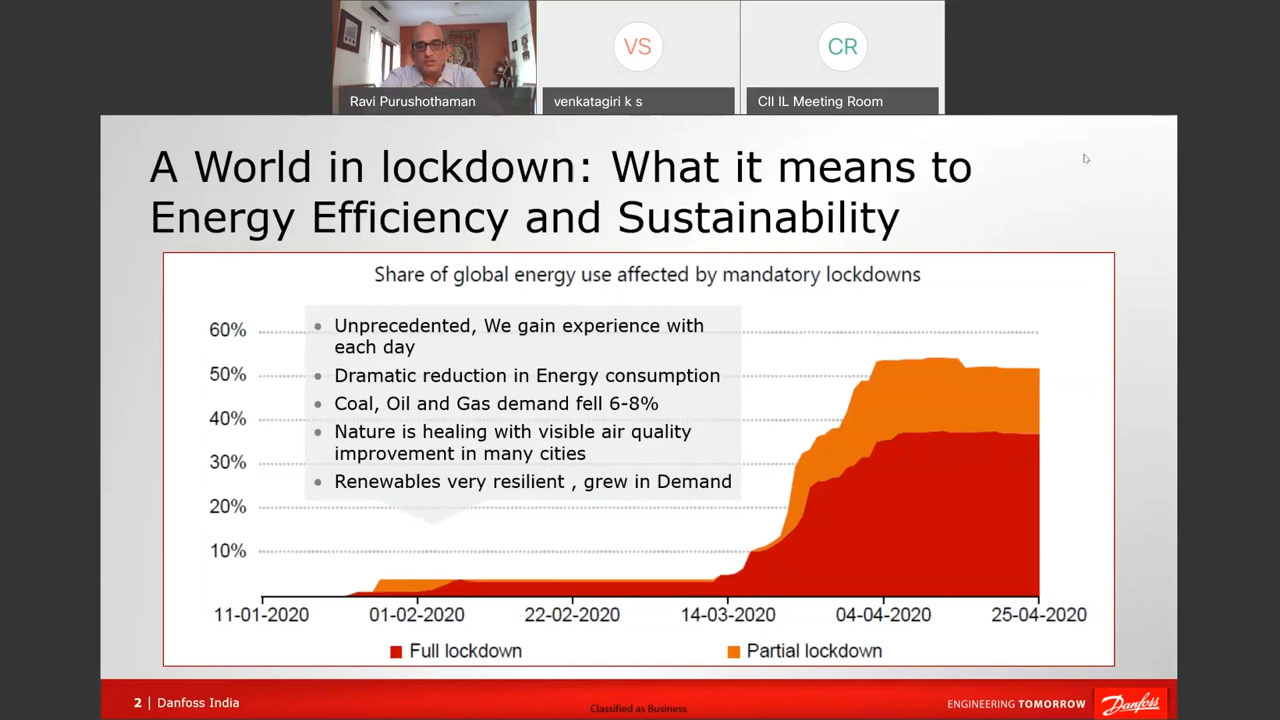 VS
CR
Ravi Purushothaman
venkatagiri k s
CII IL Meeting Room
A World in lockdown: What it means to
Energy Efficiency and Sustainability
Share of global energy use affected by mandatory lockdowns
60%
50%
40%
30%
20%
10%
Unprecedented, We gain experience with
each day
Dramatic reduction in Energy consumption
Coal, Oil and Gas demand fell 6-8%
Nature is healing with visible air quality
improvement in many cities
Renewables very resilient , grew in Demand
11-01-2020
01-02-2020
22-02-2020
14-03-2020
04-04-2020
25-04-2020
Full lockdown
Partial lockdown
2 | Danfoss India
Classified as Business
ENGINEERING TOMORROW
Danfoss